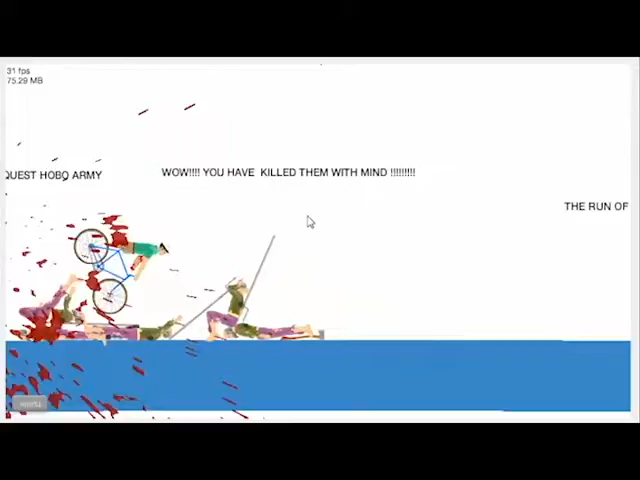 31 fps
75.29 MB
QUEST HOBO ARMY
WOW!!!! YOU HAVE KILLED THEM WITH MIND !!!!!!!!!
THE RUN OF